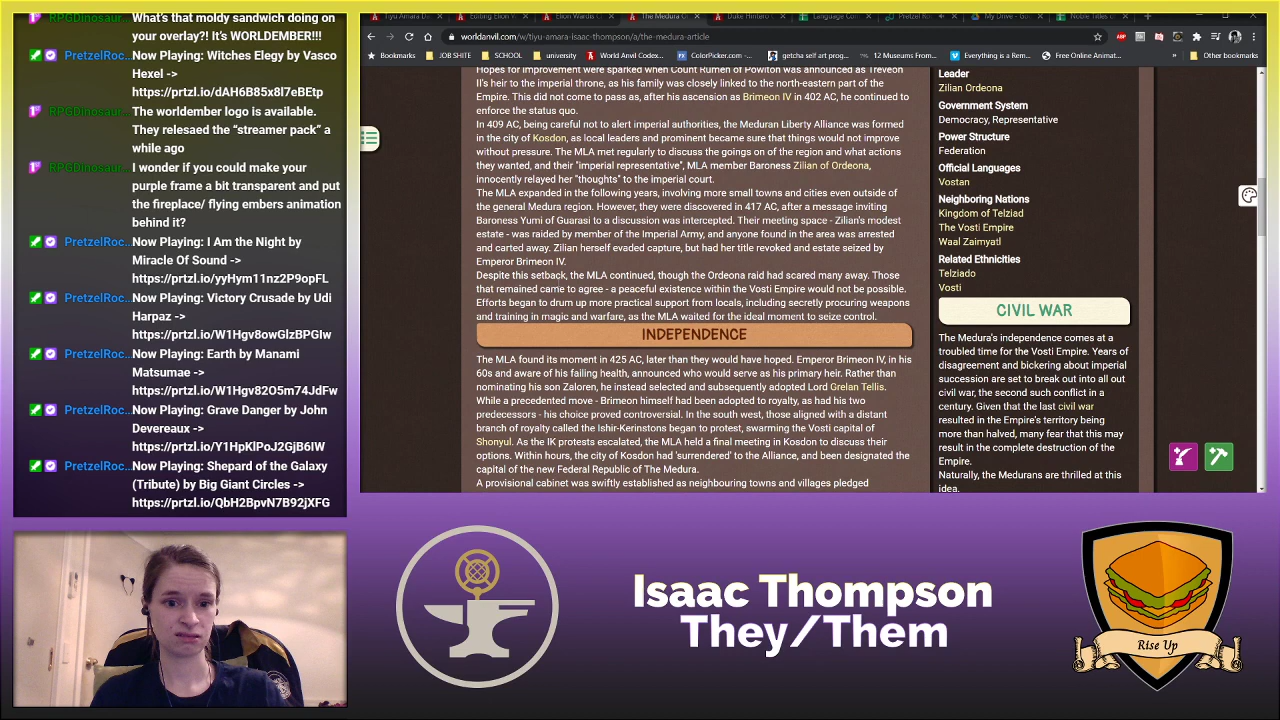 RPGDinosaur... What's that moldy sandwich doing on
your overlay?! It's WORLDEMBER!!!
PretzelRoc... Now Playing: Witches Elegy by Vasco
Hexel ->
https://prtzl.io/dAH6B85x8l7eBEtp
RPGDinosaur... The worldember logo is available.
They relesaed the "streamer pack" a
while ago
RPGDinosaur... I wonder if you could make your
purple frame a bit transparent and put
the fireplace/ flying embers animation
behind it?
PretzelRoc... Now Playing: I Am the Night by
Miracle Of Sound ->
https://prtzl.io/yyHym11nz2P9opFL
PretzelRoc... Now Playing: Victory Crusade by Udi
Harpaz ->
https://prtzl.io/W1Hgy8owGlzBPGIw
PretzelRoc... Now Playing: Earth by Manami
Matsumae ->
https://prtzl.io/W1Hgv82O5m74JdFw
PretzelRoc... Now Playing: Grave Danger by John
Devereaux ->
https://prtzl.io/Y1HpKlPoJ2GjB6IW
PretzelRoc... Now Playing: Shepard of the Galaxy
(Tribute) by Big Giant Circles ->
https://prtzl.io/QbH2BpvN7B92jXFG
Tiyu Amara D
Editing Elion V
Elion Wardis C
The Medura C
Duke Hintero
Language Com
Pretzel Ro
My Drive - Go
Noble Titles
worldanvil.com/w/tiyu-amara-isaac-thompson/a/the-medura-article
Bookmarks
JOB SHITE
SCHOOL
university
World Anvil Codex...
ColorPicker.com -...
getcha self art prog...
12 Museums From...
Everything is a Rem...
Free Online Animat...
Other bookmarks
Hopes for improvement were sparked when Count Rumen of Powlton was announced as Treveon
II's heir to the imperial throne, as his family was closely linked to the north-eastern part of the
Empire. This did not come to pass as, after his ascension as Brimeon IV in 402 AC, he continued to
enforce the status quo.
In 409 AC, being careful not to alert imperial authorities, the Meduran Liberty Alliance was formed
in the city of Kosdon, as local leaders and prominent became sure that things would not improve
without pressure. The MLA met regularly to discuss the goings on of the region and what actions
they wanted, and their "imperial representative", MLA member Baroness Zilian of Ordeona,
innocently relayed her "thoughts" to the imperial court.
The MLA expanded in the following years, involving more small towns and cities even outside of
the general Medura region. However, they were discovered in 417 AC, after a message inviting
Baroness Yumi of Guarasi to a discussion was intercepted. Their meeting space - Zilian's modest
estate - was raided by member of the Imperial Army, and anyone found in the area was arrested
and carted away. Zilian herself evaded capture, but had her title revoked and estate seized by
Emperor Brimeon IV.
Despite this setback, the MLA continued, though the Ordeona raid had scared many away. Those
that remained came to agree - a peaceful existence within the Vosti Empire would not be possible.
Efforts began to drum up more practical support from locals, including secretly procuring weapons
and training in magic and warfare, as the MLA waited for the ideal moment to seize control.
INDEPENDENCE
The MLA found its moment in 425 AC, later than they would have hoped. Emperor Brimeon IV, in his
60s and aware of his failing health, announced who would serve as his primary heir. Rather than
nominating his son Zaloren, he instead selected and subsequently adopted Lord Grelan Tellis.
While a precedented move - Brimeon himself had been adopted to royalty, as had his two
predecessors - his choice proved controversial. In the south west, those aligned with a distant
branch of royalty called the Ishir-Kerinstons began to protest, swarming the Vosti capital of
Shonyul. As the IK protests escalated, the MLA held a final meeting in Kosdon to discuss their
options. Within hours, the city of Kosdon had 'surrendered' to the Alliance, and been designated the
capital of the new Federal Republic of The Medura.
A provisional cabinet was swiftly established as neighbouring towns and villages pledged
Leader
Zilian Ordeona
Government System
Democracy, Representative
Power Structure
Federation
Official Languages
Vostan
Neighboring Nations
Kingdom of Telziad
The Vosti Empire
Waal Zaimyatl
Related Ethnicities
Telziado
Vosti
CIVIL WAR
The Medura's independence comes at a
troubled time for the Vosti Empire. Years of
disagreement and bickering about imperial
succession are set to break out into all out
civil war, the second such conflict in a
century. Given that the last civil war
resulted in the Empire's territory being
more than halved, many fear that this may
result in the complete destruction of the
Empire.
Naturally, the Medurans are thrilled at this
idea.
Isaac Thompson
They/Them
Rise Up